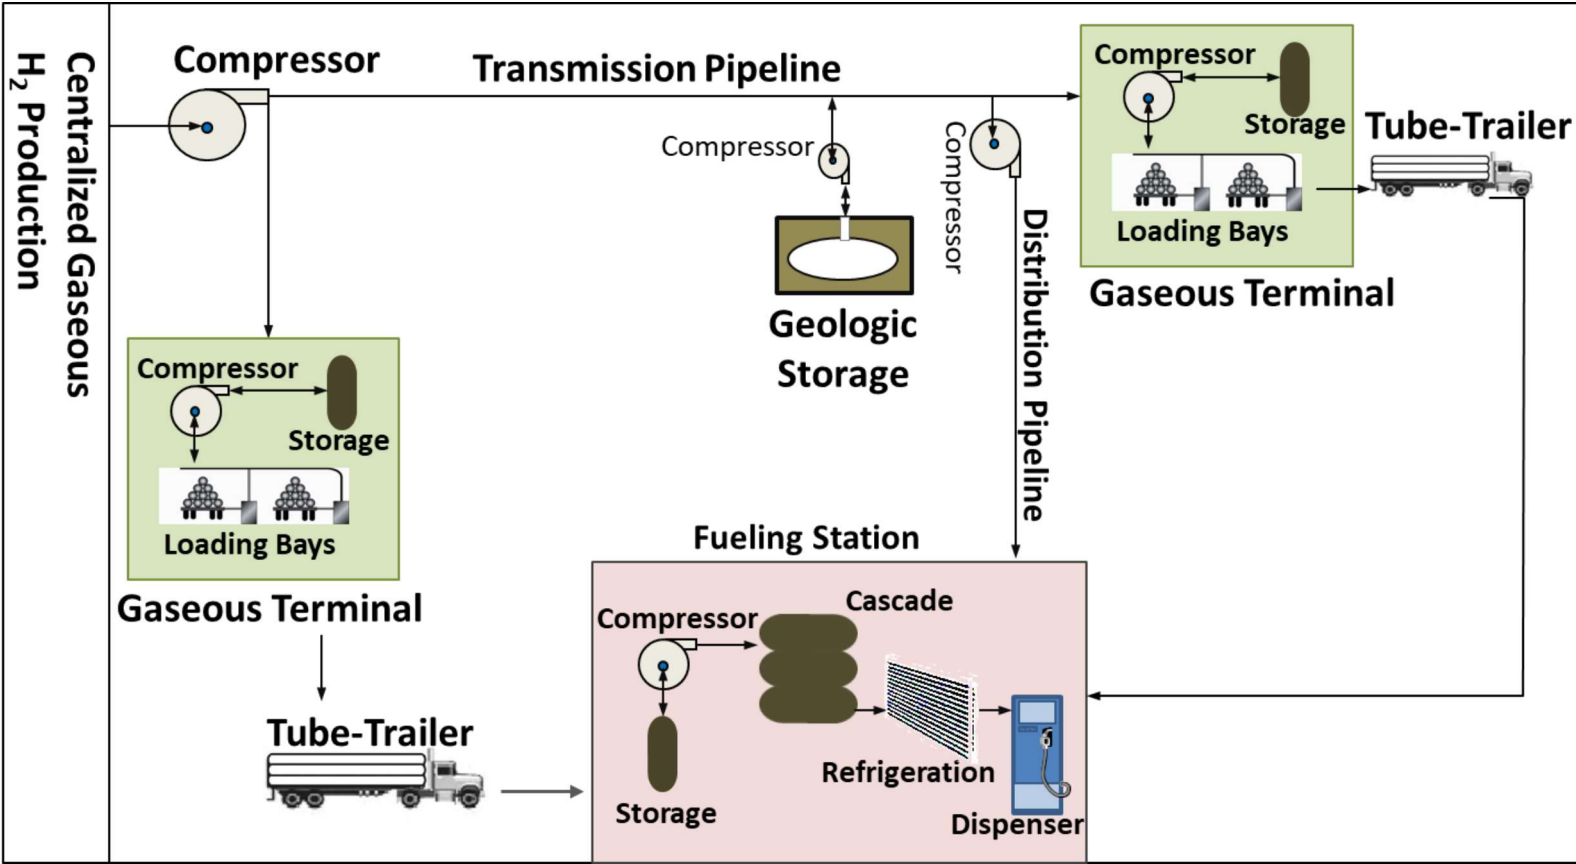 Centralized Gaseous
H₂ Production
Compressor
Transmission Pipeline
Compressor
Storage
Loading Bays
Gaseous Terminal
Tube-Trailer
Compressor
Geologic
Storage
Compressor
Distribution Pipeline
Compressor
Storage
Loading Bays
Gaseous Terminal
Tube-Trailer
Fueling Station
Compressor
Cascade
Storage
Refrigeration
Dispenser